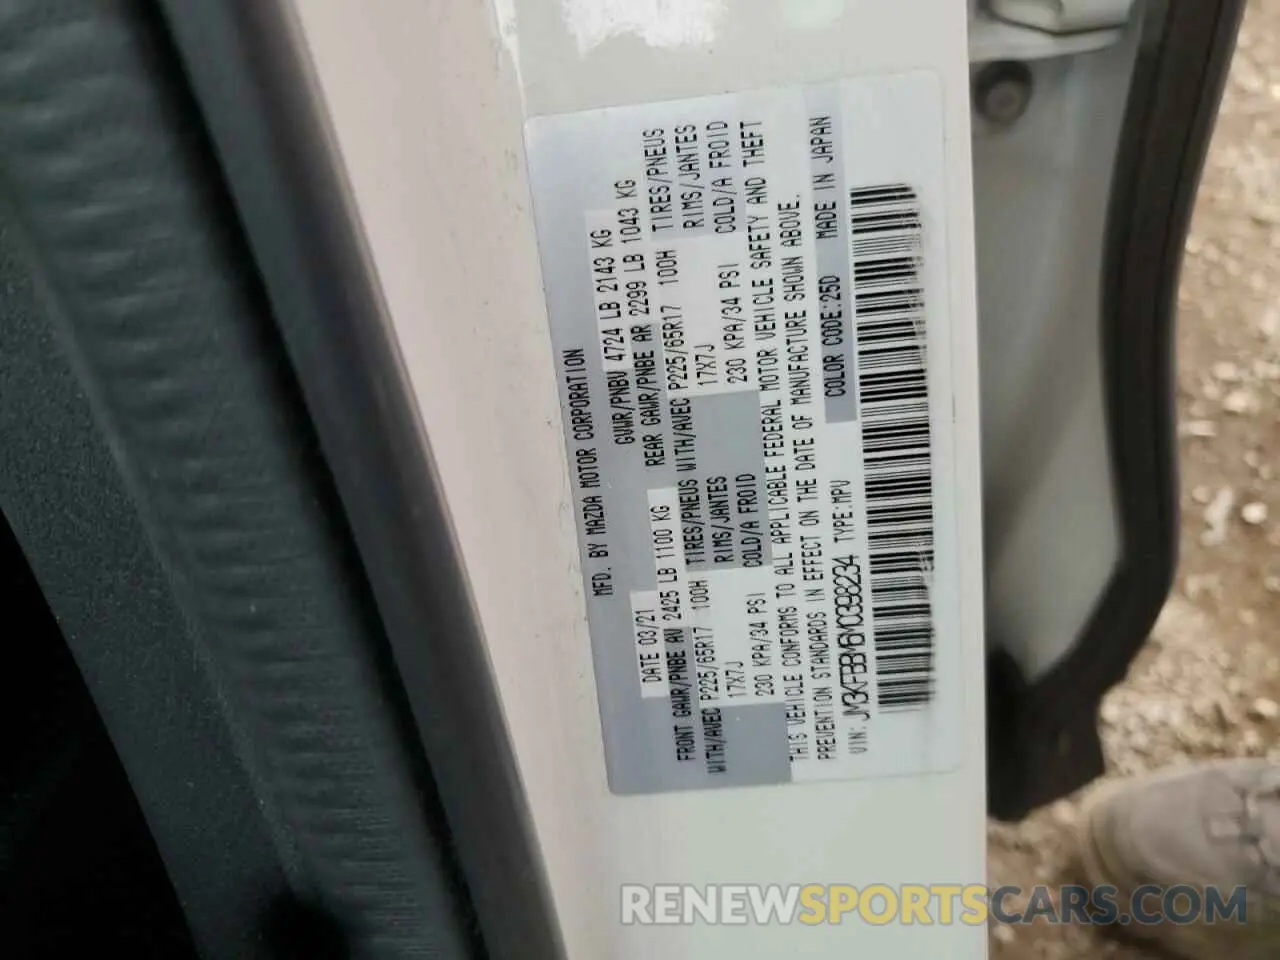 MFD. BY MAZDA MOTOR CORPORATION
DATE 03/21 GVWR/PNBV 4724 LB 2143 KG
FRONT GAWR/PNBE AV 2425 LB 1100 KG REAR GAWR/PNBE AR 2299 LB 1043 KG
WITH/AVEC P225/65R17 100H TIRES/PNEUS WITH/AVEC P225/65R17 100H TIRES/PNEUS
17X7J RIMS/JANTES 17X7J RIMS/JANTES
230 KPA/34 PSI COLD/A FROID 230 KPA/34 PSI COLD/A FROID
THIS VEHICLE CONFORMS TO ALL APPLICABLE FEDERAL MOTOR VEHICLE SAFETY AND THEFT
PREVENTION STANDARDS IN EFFECT ON THE DATE OF MANUFACTURE SHOWN ABOVE.
VIN: JM3KFBBM6M0398234 TYPE:MPV COLOR CODE:25D MADE IN JAPAN
RENEWSPORTSCARS.COM